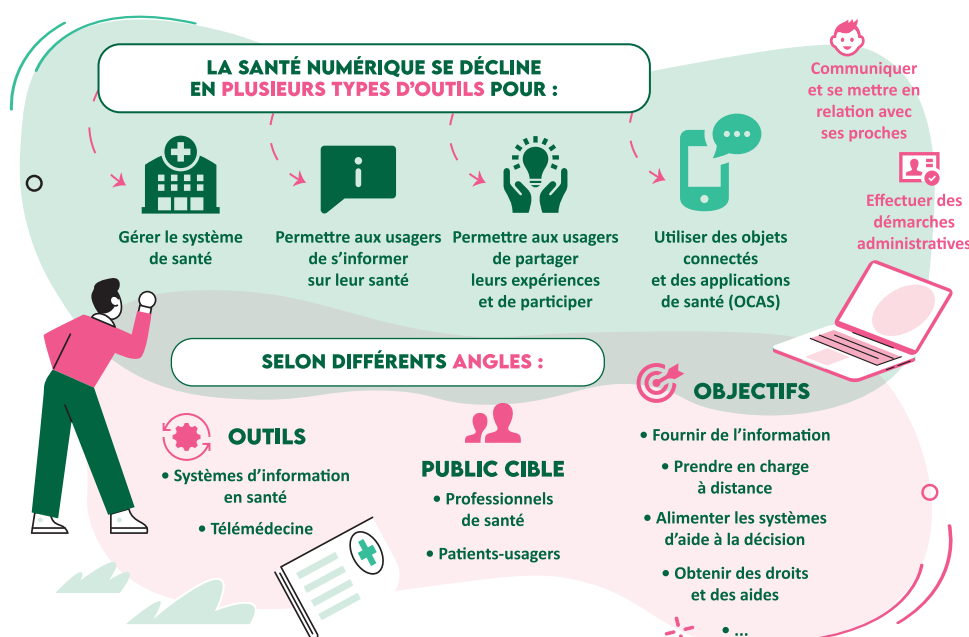 LA SANTÉ NUMÉRIQUE SE DÉCLINE
EN PLUSIEURS TYPES D'OUTILS POUR :
Communiquer
et se mettre en
relation avec
ses proches
Effectuer des
démarches
administratives
Gérer le système
de santé
Permettre aux usagers
de s'informer
sur leur santé
Permettre aux usagers
de partager
leurs expériences
et de participer
Utiliser des objets
connectés
et des applications
de santé (OCAS)
SELON DIFFÉRENTS ANGLES :
OUTILS
• Systèmes d'information
en santé
• Télémédecine
PUBLIC CIBLE
• Professionnels
de santé
• Patients-usagers
OBJECTIFS
• Fournir de l'information
• Prendre en charge
à distance
• Alimenter les systèmes
d'aide à la décision
• Obtenir des droits
et des aides
• ...